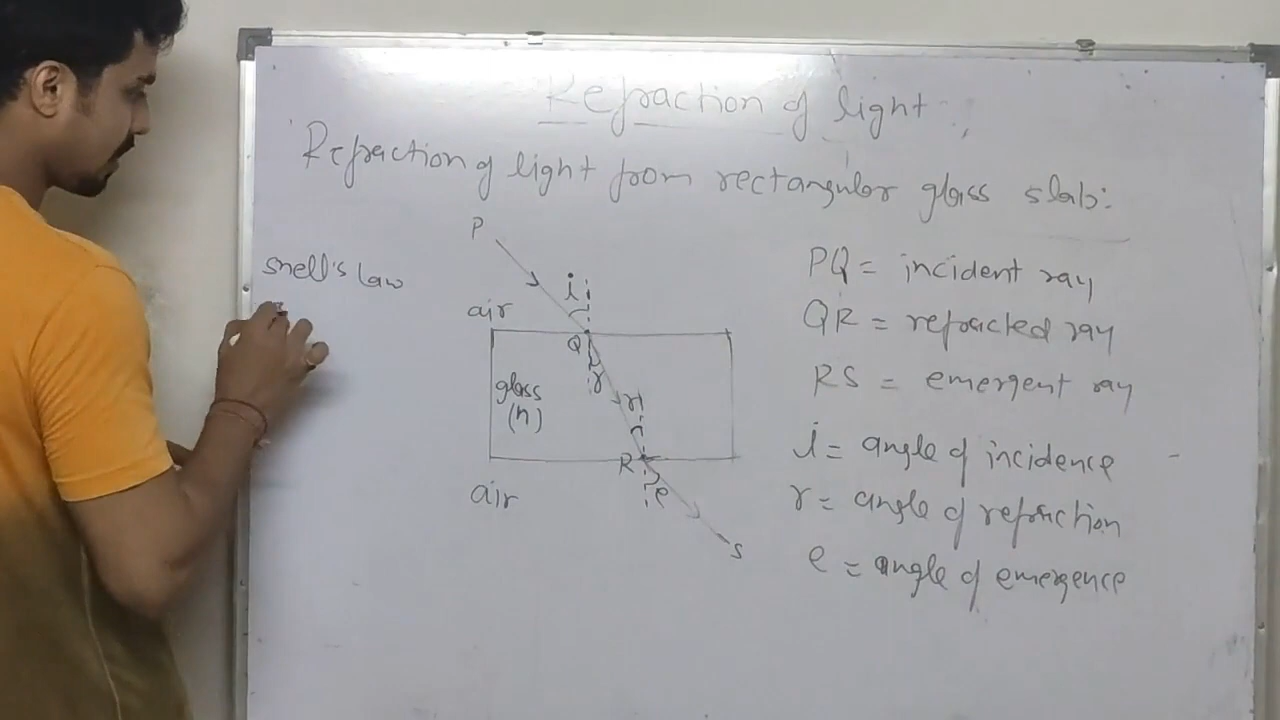 Refraction of light
Refraction of light from rectangular glass slab:
P
snell's law
i
air
Q
r
glass
(n)
r
R
air
e
S
PQ = incident ray
QR = refracted ray
RS = emergent ray
i = angle of incidence
r = angle of refraction
e = angle of emergence